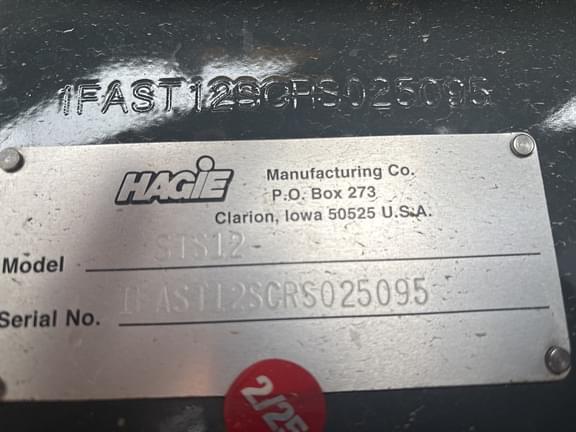 1FAST12SCRS025095
HAGIE
Manufacturing Co.
P.O. Box 273
Clarion, Iowa 50525 U.S.A.
Model STS12
Serial No. 1FAST12SCRS025095
2/25